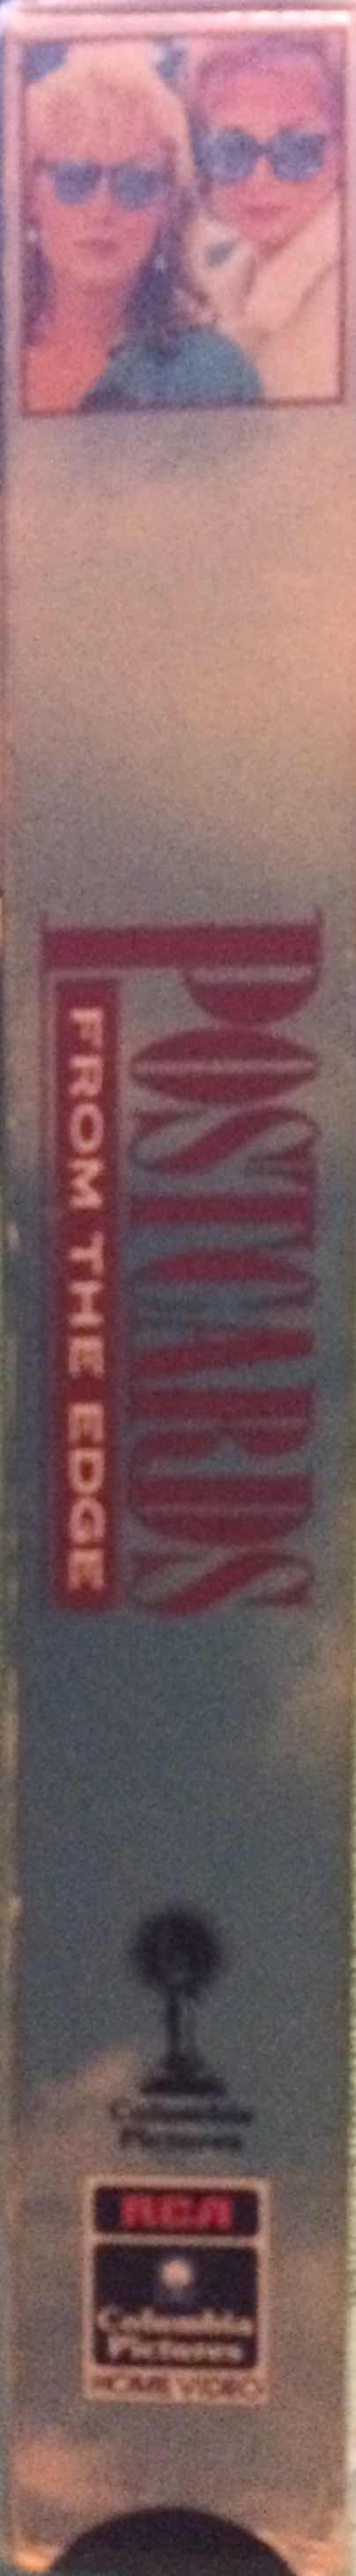 POSTCARDS
FROM THE EDGE
Columbia
Pictures
RCA
Columbia
Pictures
HOME VIDEO